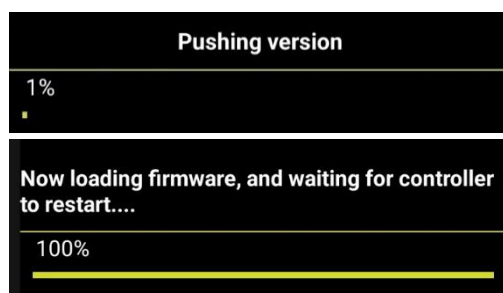 Pushing version
1%
Now loading firmware, and waiting for controller
to restart....
100%